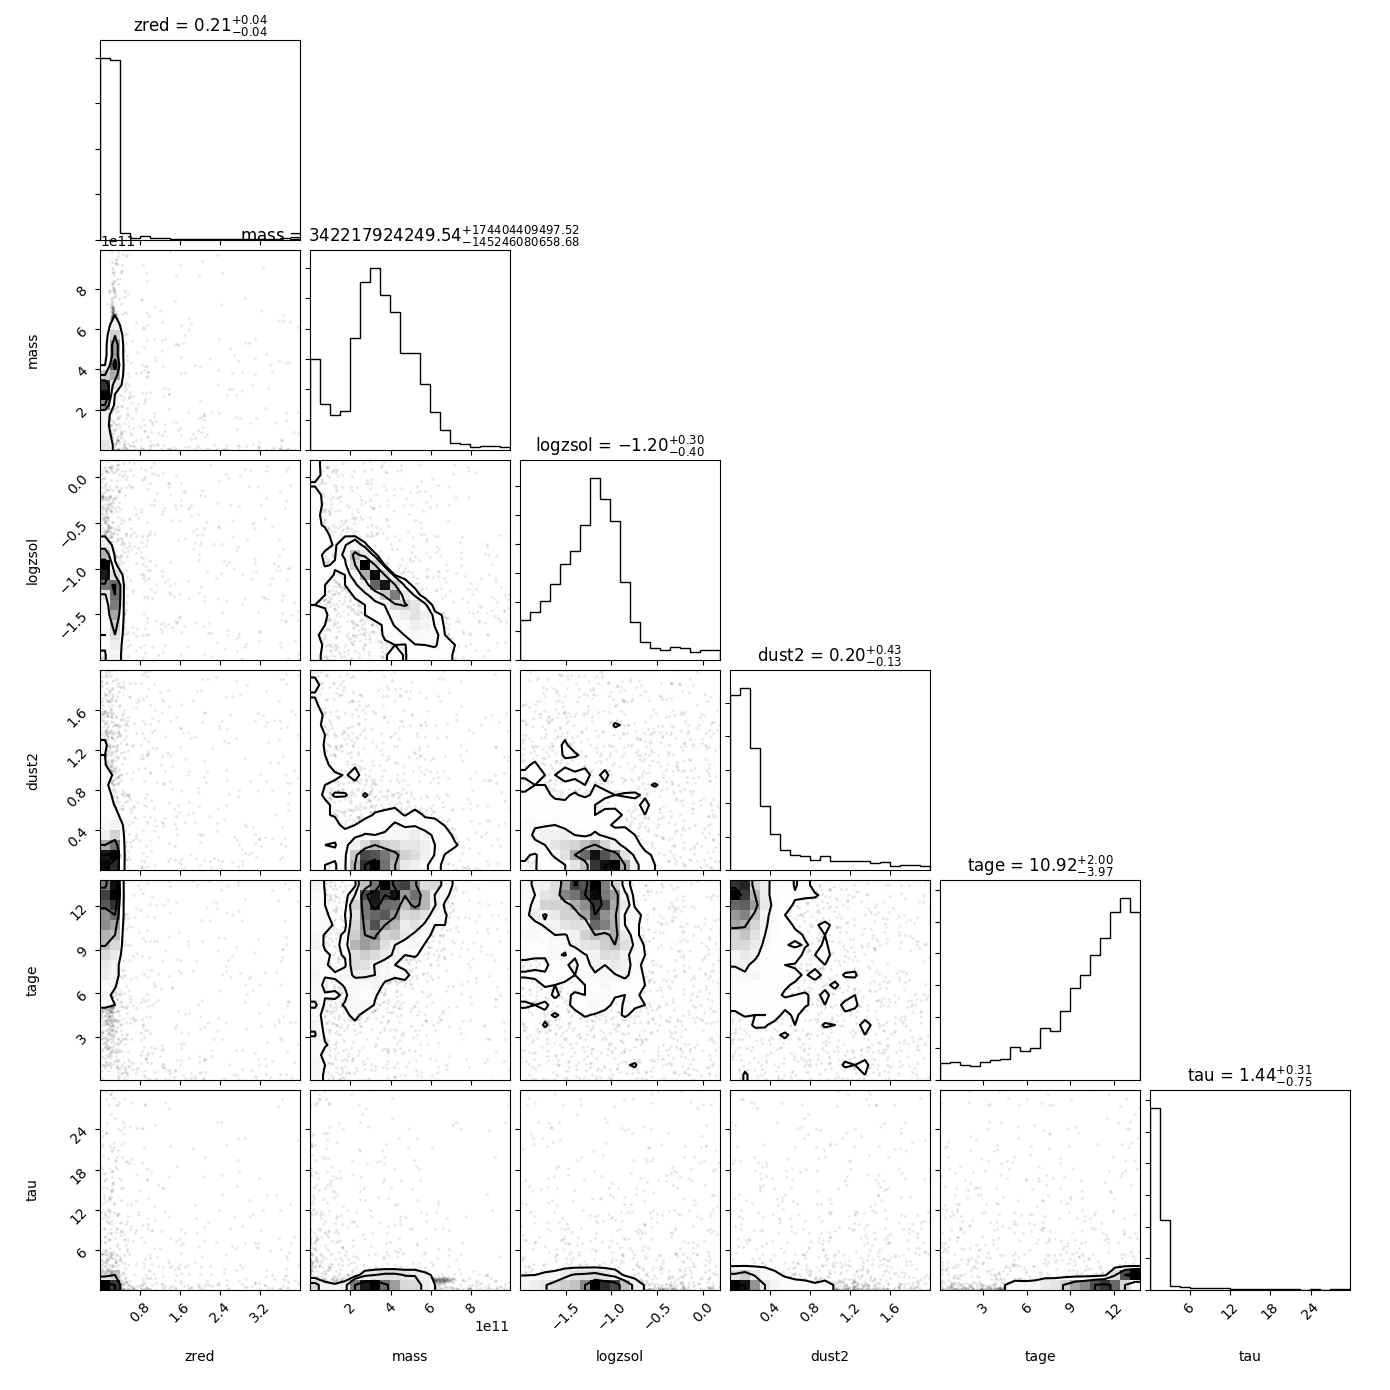 zred = 0.21+0.04−0.04
1e11
mass = 342217924249.54+174404409497.52−145246080658.68
mass
8
6
4
2
logzsol = −1.20+0.30−0.40
logzsol
0.0
−0.5
−1.0
−1.5
dust2 = 0.20+0.43−0.13
dust2
1.6
1.2
0.8
0.4
tage = 10.92+2.00−3.97
tage
12
9
6
3
tau = 1.44+0.31−0.75
tau
24
18
12
6
0.8 1.6 2.4 3.2
2 4 6 8
−1.5 −1.0 −0.5 0.0
0.4 0.8 1.2 1.6
3 6 9 12
6 12 18 24
1e11
zred mass logzsol dust2 tage tau